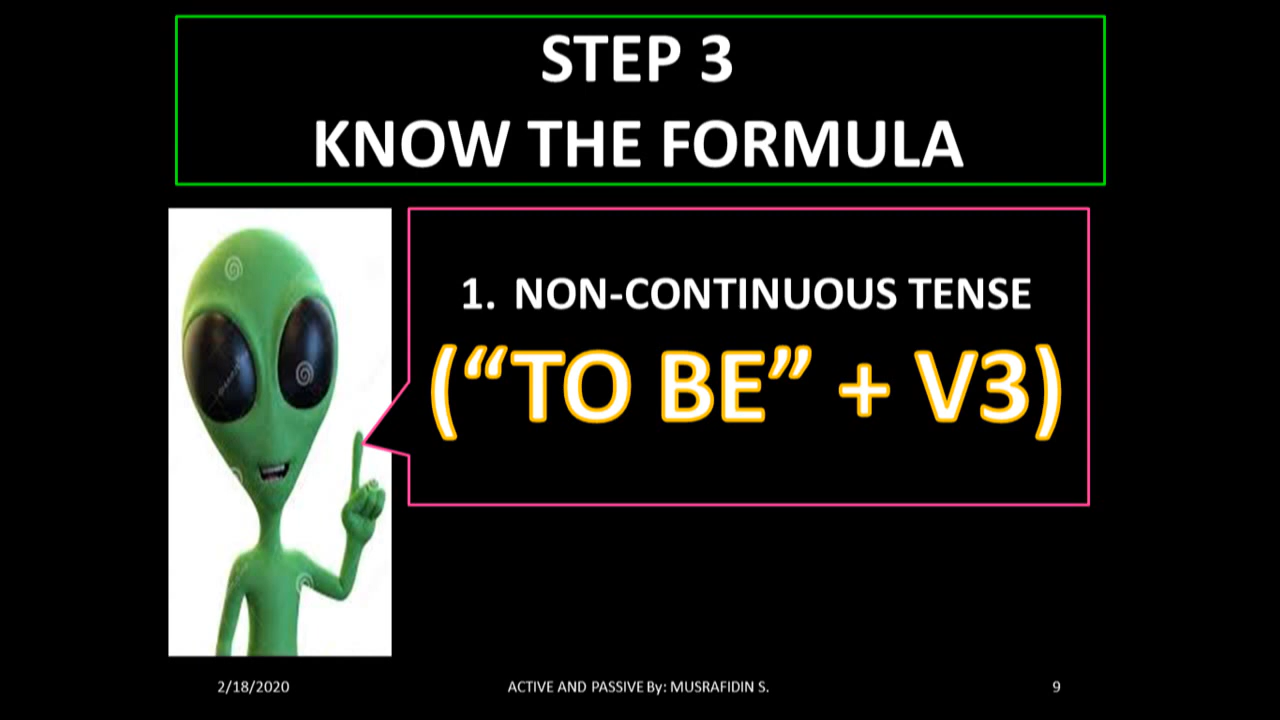 STEP 3
KNOW THE FORMULA
1. NON-CONTINUOUS TENSE
(“TO BE” + V3)
2/18/2020
ACTIVE AND PASSIVE By: MUSRAFIDIN S.
9